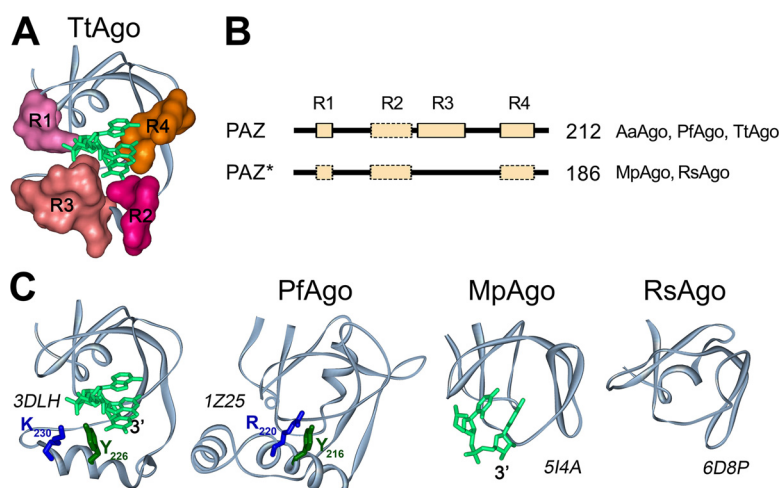 A
TtAgo
R1
R4
R3
R2
B
R1 R2 R3 R4
PAZ 212 AaAgo, PfAgo, TtAgo
PAZ* 186 MpAgo, RsAgo
C
PfAgo MpAgo RsAgo
3DLH
K230
Y226
3'
1Z25
R220
Y216
3'
5I4A
6D8P